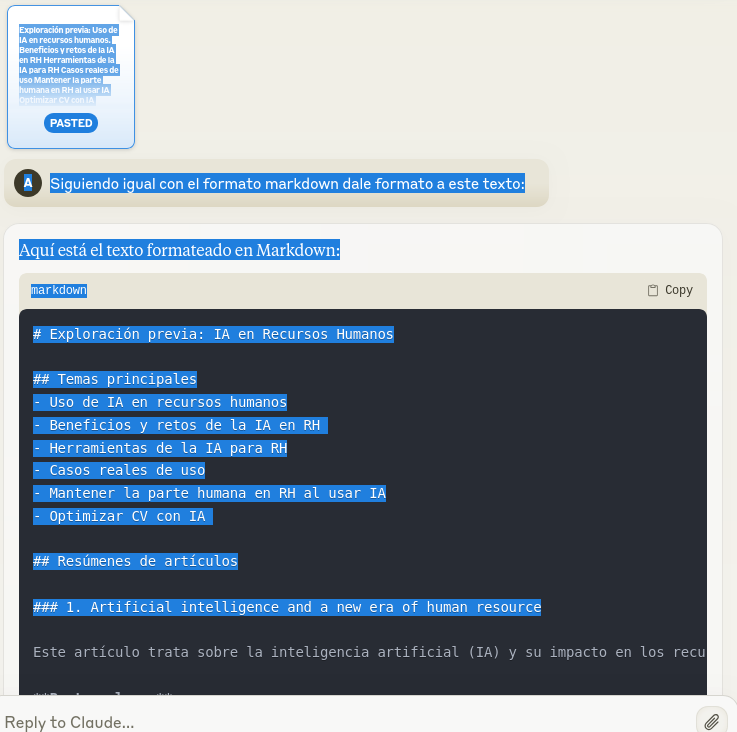 Exploración previa: Uso de
IA en recursos humanos.
Beneficios y retos de la IA
en RH Herramientas de la
IA para RH Casos reales de
uso Mantener la parte
humana en RH al usar IA
Optimizar CV con IA
PASTED
A
Siguiendo igual con el formato markdown dale formato a este texto:
Aquí está el texto formateado en Markdown:
markdown
Copy
# Exploración previa: IA en Recursos Humanos
## Temas principales
- Uso de IA en recursos humanos
- Beneficios y retos de la IA en RH
- Herramientas de la IA para RH
- Casos reales de uso
- Mantener la parte humana en RH al usar IA
- Optimizar CV con IA
## Resúmenes de artículos
### 1. Artificial intelligence and a new era of human resource
Este artículo trata sobre la inteligencia artificial (IA) y su impacto en los recu
Reply to Claude...